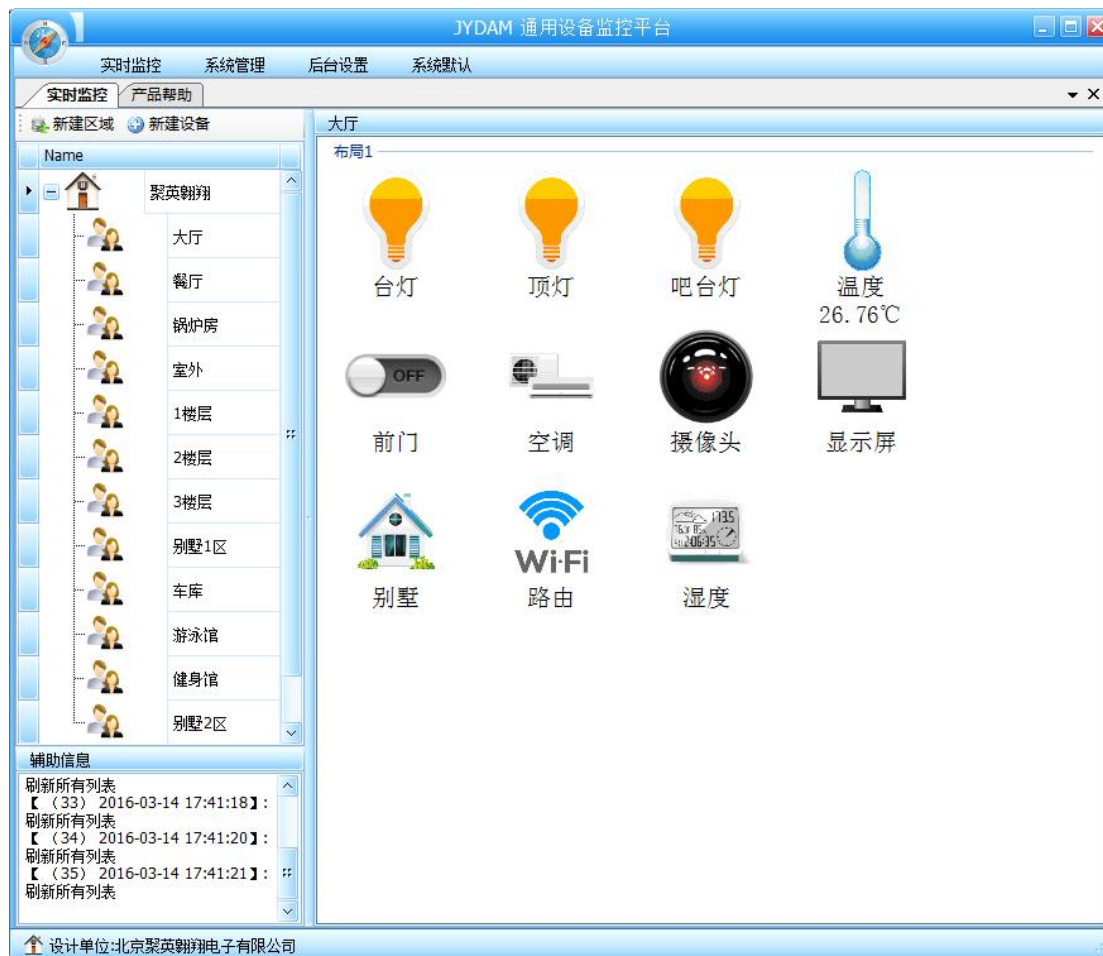 JYDAM 通用设备监控平台
实时监控 系统管理 后台设置 系统默认
实时监控 产品帮助
新建区域 新建设备
Name
聚英翱翔
大厅
餐厅
锅炉房
室外
1楼层
2楼层
3楼层
别墅1区
车库
游泳馆
健身馆
别墅2区
辅助信息
刷新所有列表
【 （33） 2016-03-14 17:41:18】:
刷新所有列表
【 （34） 2016-03-14 17:41:20】:
刷新所有列表
【 （35） 2016-03-14 17:41:21】:
刷新所有列表
大厅
布局1
台灯 顶灯 吧台灯 温度
26.76℃
OFF
前门 空调 摄像头 显示屏
Wi·Fi
别墅 路由 湿度
设计单位:北京聚英翱翔电子有限公司